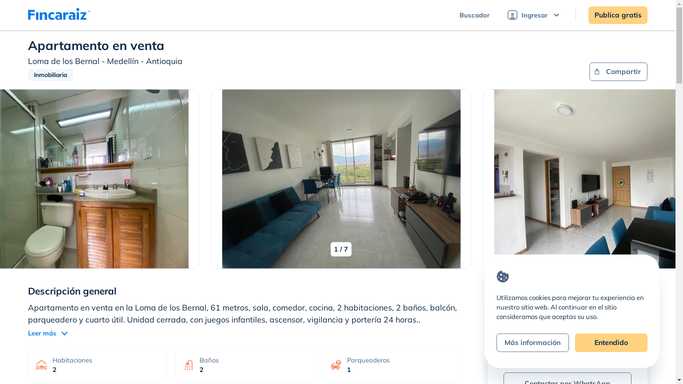 Fincaraiz
Buscador
Ingresar
Publica gratis
Apartamento en venta
Loma de los Bernal - Medellín - Antioquia
Inmobiliaria
Compartir
1 / 7
Descripción general
Apartamento en venta en la Loma de los Bernal, 61 metros, sala, comedor, cocina, 2 habitaciones, 2 baños, balcón,
parqueadero y cuarto útil. Unidad cerrada, con juegos infantiles, ascensor, vigilancia y portería 24 horas..
Leer más
Habitaciones
2
Baños
2
Parqueaderos
1
Utilizamos cookies para mejorar tu experiencia en
nuestro sitio web. Al continuar en el sitio
consideramos que aceptas su uso.
Más información
Entendido
Contactar por WhatsApp